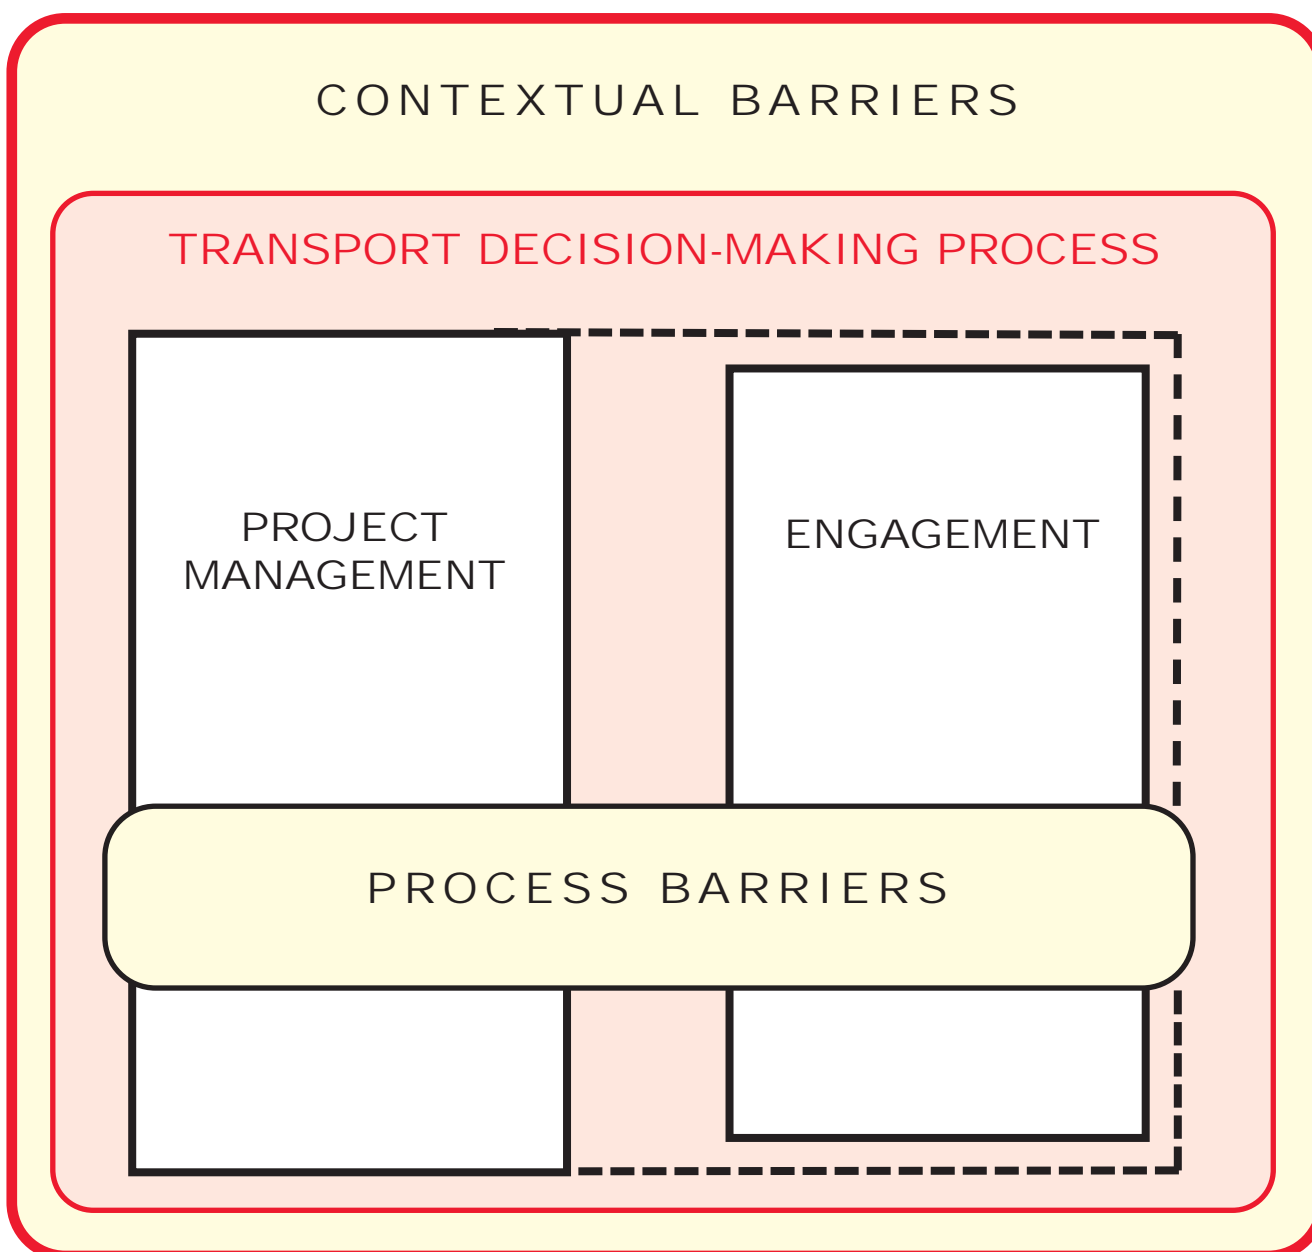 CONTEXTUAL BARRIERS
TRANSPORT DECISION-MAKING PROCESS
PROJECT
MANAGEMENT
ENGAGEMENT
PROCESS BARRIERS